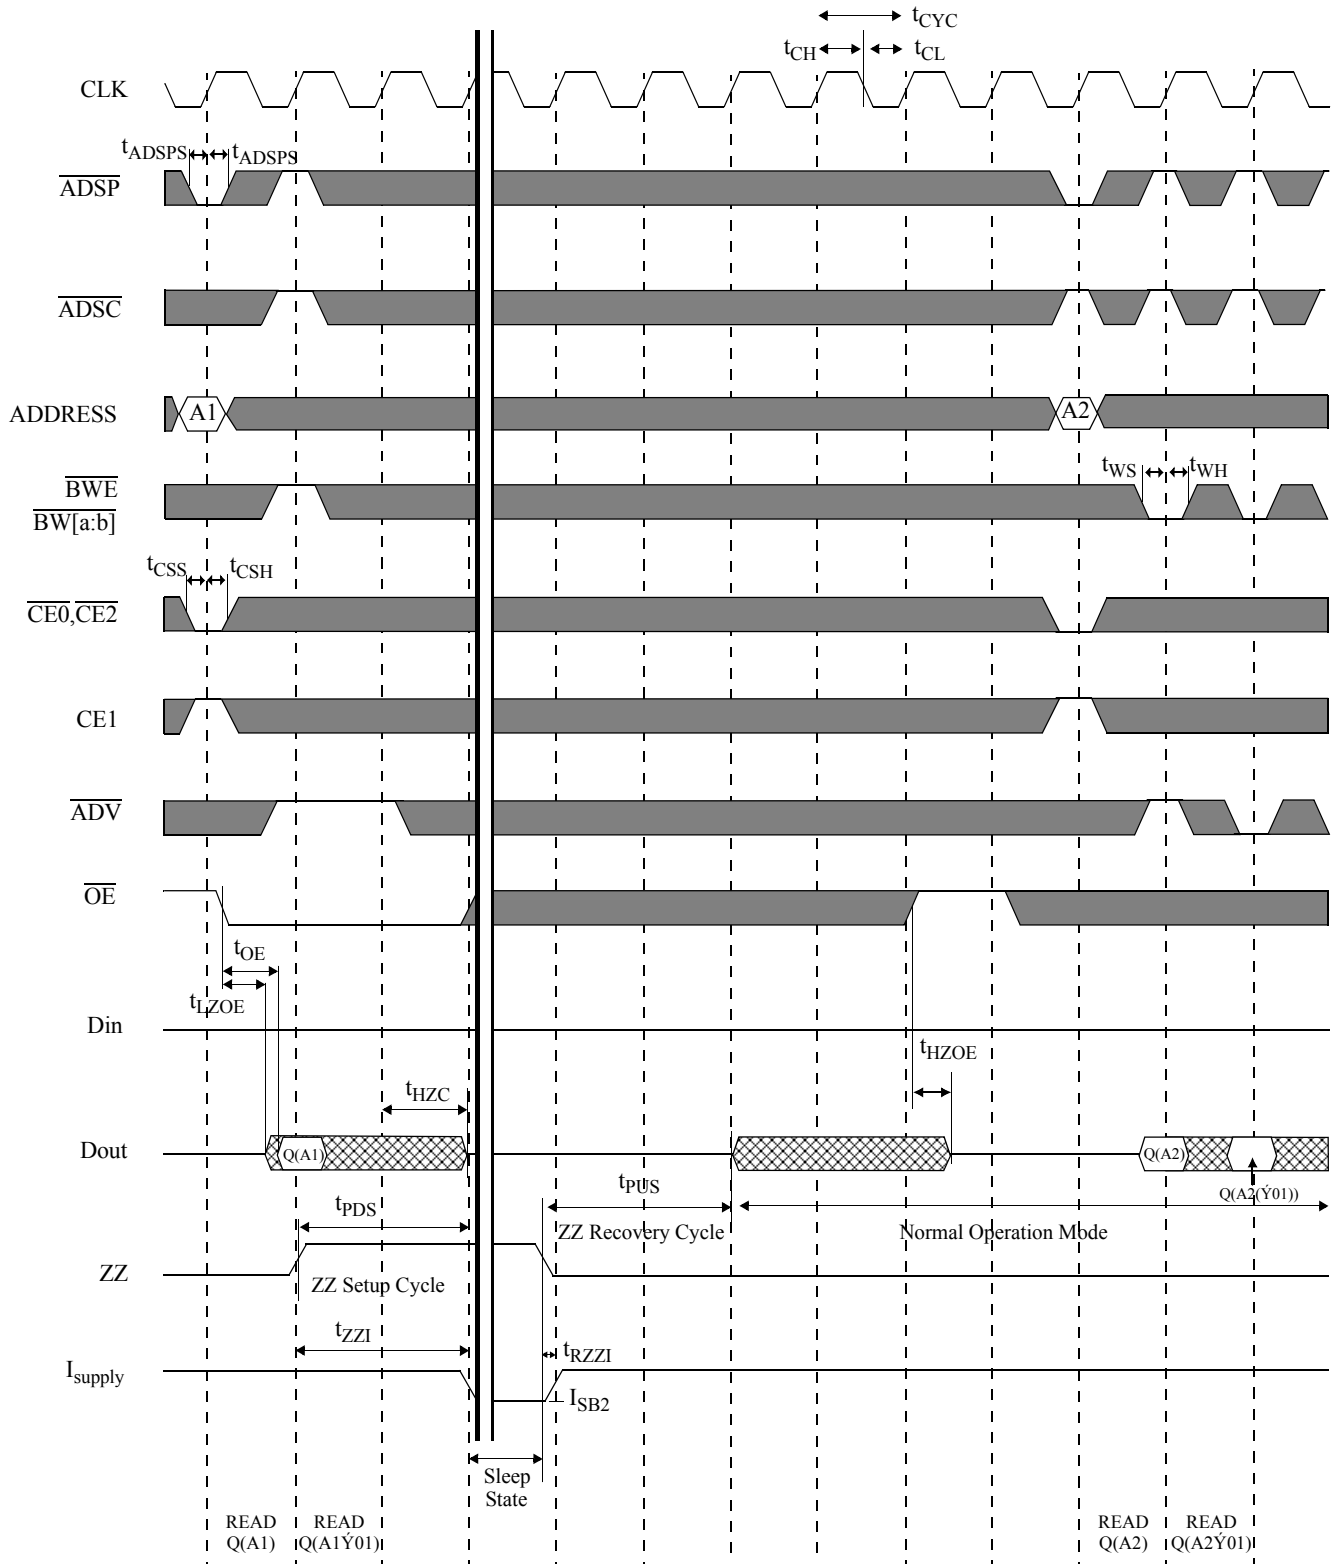 tCYC
tCH tCL
CLK
tADSPS tADSPS
ADSP
ADSC
ADDRESS A1 A2
tWS tWH
BWE
BW[a:b]
tCSS tCSH
CE0,CE2
CE1
ADV
OE
tOE
tLZOE
Din
tHZOE
tHZC
Dout Q(A1) Q(A2)
tPUS Q(A2(Ý01))
tPDS
ZZ Recovery Cycle Normal Operation Mode
ZZ
ZZ Setup Cycle
tZZI
tRZZI
Isupply
ISB2
Sleep
State
READ READ READ READ
Q(A1) Q(A1Ý01) Q(A2) Q(A2Ý01)